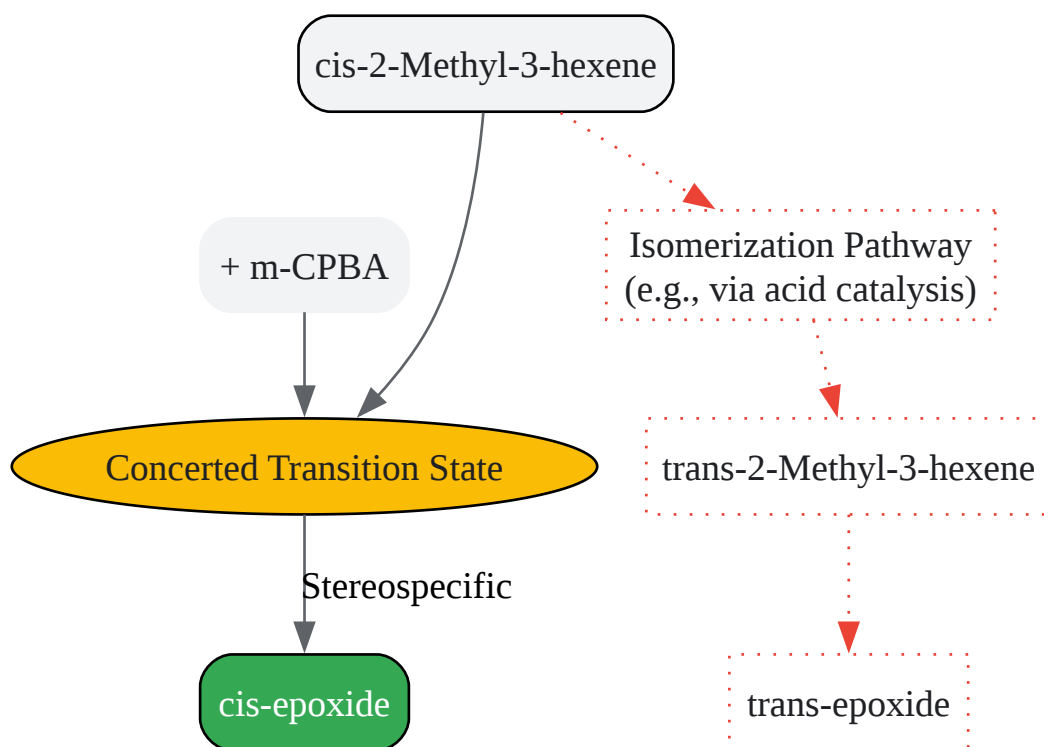 cis-2-Methyl-3-hexene
+ m-CPBA
Isomerization Pathway
(e.g., via acid catalysis)
Concerted Transition State
trans-2-Methyl-3-hexene
Stereospecific
cis-epoxide
trans-epoxide